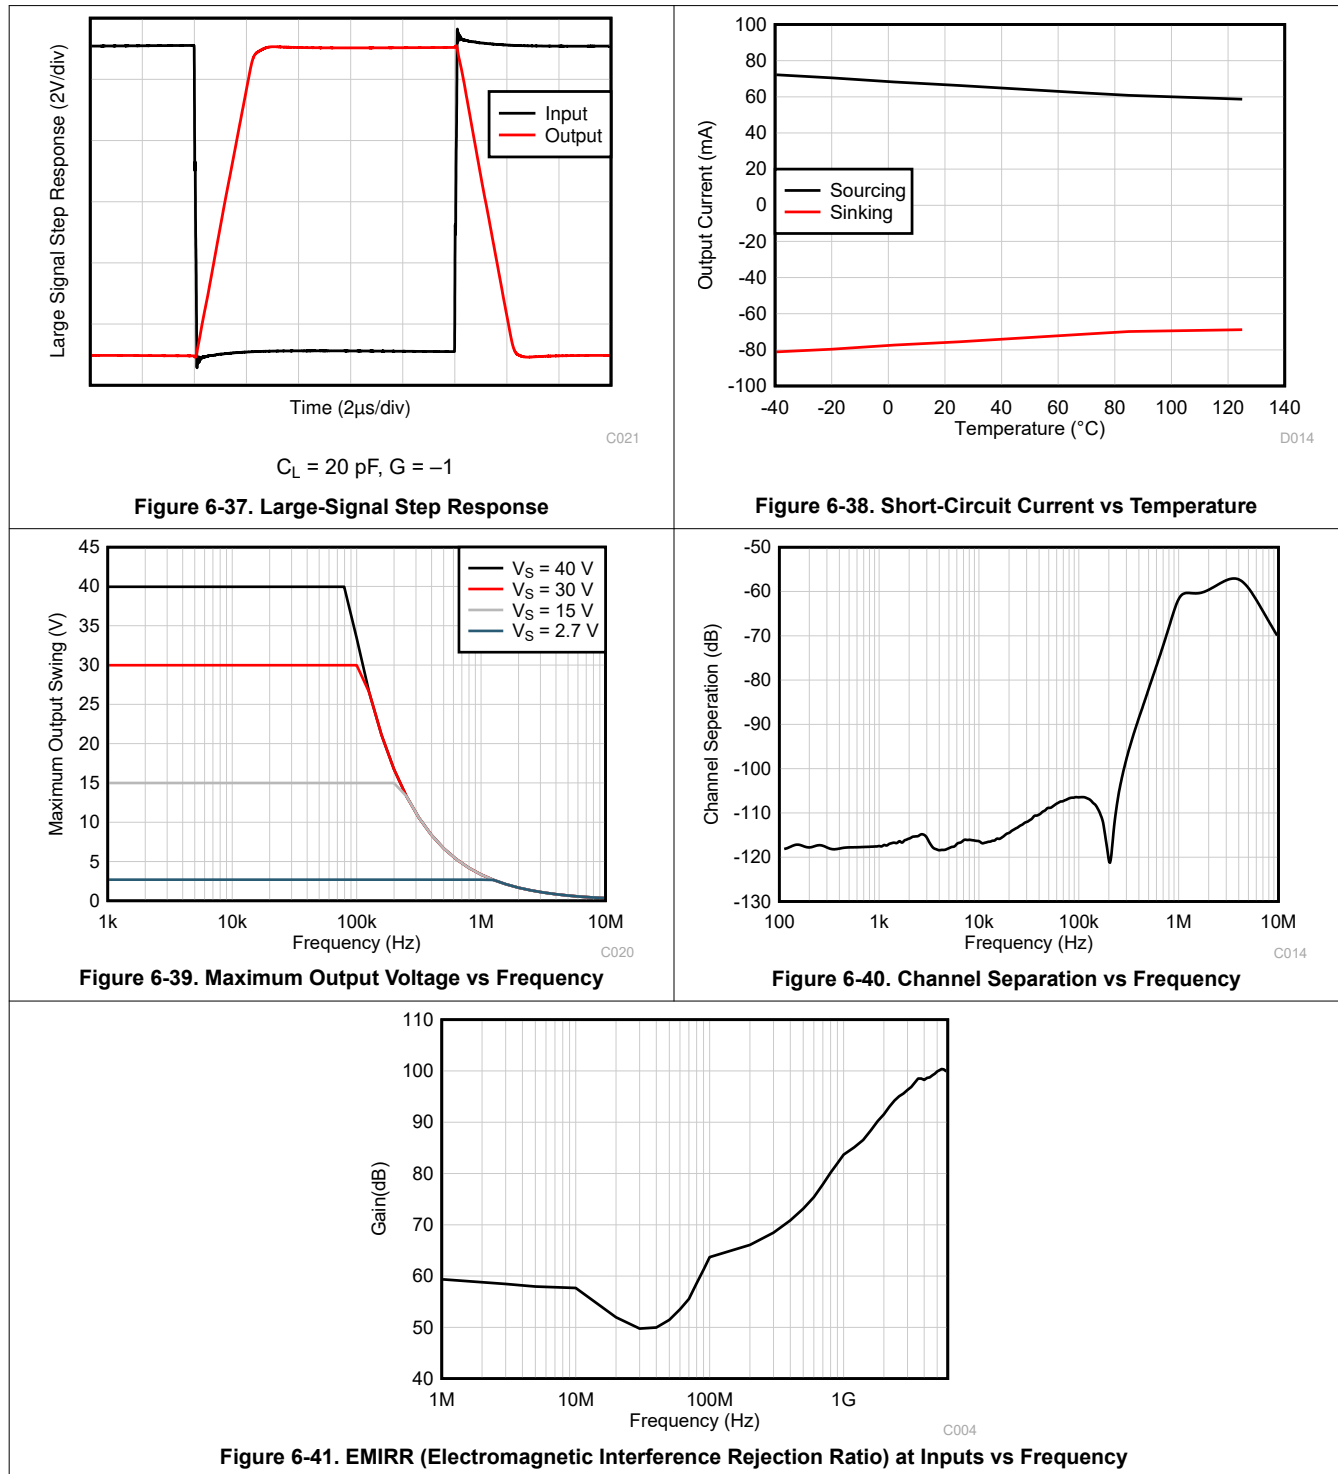 Large Signal Step Response (2V/div)
Input
Output
Time (2µs/div)
C021
CL = 20 pF, G = –1
Figure 6-37. Large-Signal Step Response
Output Current (mA)
100
80
60
40
20
0
-20
-40
-60
-80
-100
Sourcing
Sinking
-40 -20 0 20 40 60 80 100 120 140
Temperature (°C)
D014
Figure 6-38. Short-Circuit Current vs Temperature
Maximum Output Swing (V)
45
40
35
30
25
20
15
10
5
0
VS = 40 V
VS = 30 V
VS = 15 V
VS = 2.7 V
1k 10k 100k 1M 10M
Frequency (Hz)
C020
Figure 6-39. Maximum Output Voltage vs Frequency
Channel Seperation (dB)
-50
-60
-70
-80
-90
-100
-110
-120
-130
100 1k 10k 100k 1M 10M
Frequency (Hz)
C014
Figure 6-40. Channel Separation vs Frequency
Gain(dB)
110
100
90
80
70
60
50
40
1M 10M 100M 1G
Frequency (Hz)
C004
Figure 6-41. EMIRR (Electromagnetic Interference Rejection Ratio) at Inputs vs Frequency